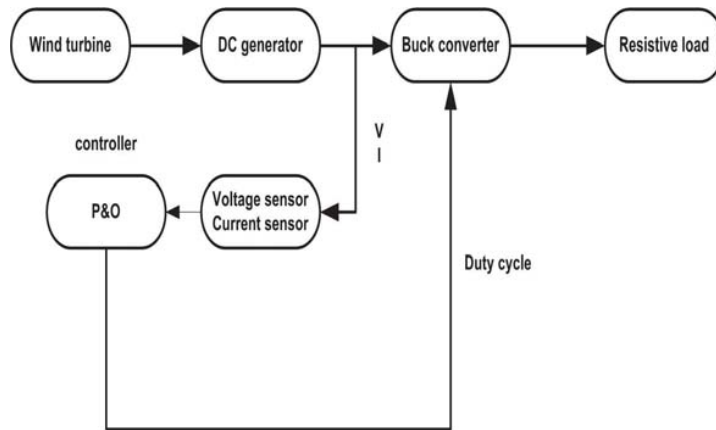 Wind turbine
DC generator
Buck converter
Resistive load
V
I
controller
P&O
Voltage sensor
Current sensor
Duty cycle